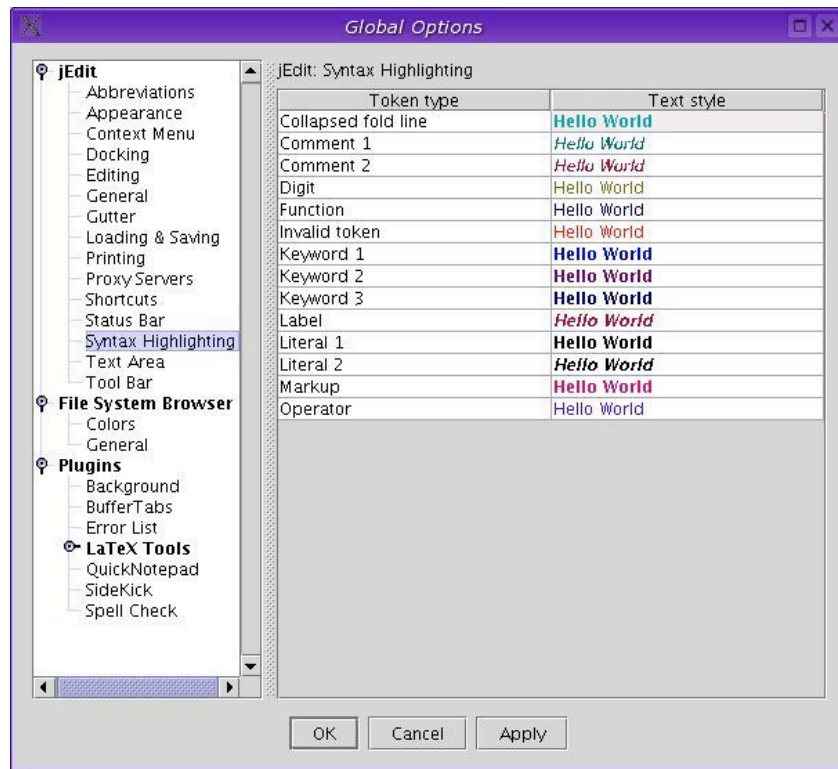 Global Options
jEdit
Abbreviations
Appearance
Context Menu
Docking
Editing
General
Gutter
Loading & Saving
Printing
Proxy Servers
Shortcuts
Status Bar
Syntax Highlighting
Text Area
Tool Bar
File System Browser
Colors
General
Plugins
Background
BufferTabs
Error List
LaTeX Tools
QuickNotepad
SideKick
Spell Check
jEdit: Syntax Highlighting
Token type Text style
Collapsed fold line Hello World
Comment 1 Hello World
Comment 2 Hello World
Digit Hello World
Function Hello World
Invalid token Hello World
Keyword 1 Hello World
Keyword 2 Hello World
Keyword 3 Hello World
Label Hello World
Literal 1 Hello World
Literal 2 Hello World
Markup Hello World
Operator Hello World
OK Cancel Apply